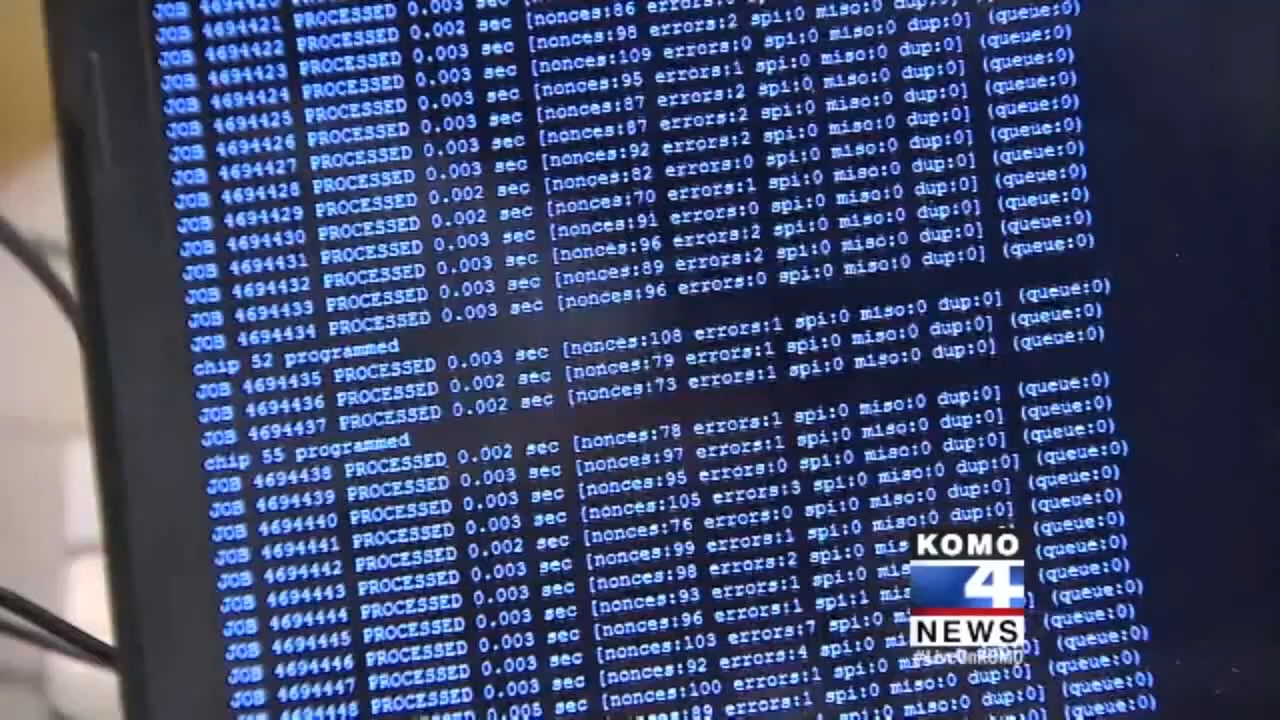 JOB 4694421 PROCESSED 0.003 sec
JOB 4694422 PROCESSED 0.002 sec [nonces:86
JOB 4694423 PROCESSED 0.003 sec [nonces:98 errors:2 spi:0 miso:0 dup:0] (queue:0)
JOB 4694424 PROCESSED 0.003 sec [nonces:109 errors:0 spi:0 miso:0 dup:0] (queue:0)
JOB 4694425 PROCESSED 0.003 sec [nonces:95 errors:1 spi:0 miso:0 dup:0] (queue:0)
JOB 4694426 PROCESSED 0.003 sec [nonces:87 errors:2 spi:0 miso:0 dup:0] (queue:0)
JOB 4694427 PROCESSED 0.003 sec [nonces:87 errors:2 spi:0 miso:0 dup:0] (queue:0)
JOB 4694428 PROCESSED 0.003 sec [nonces:92 errors:2 spi:0 miso:0 dup:0] (queue:0)
JOB 4694429 PROCESSED 0.002 sec [nonces:82 errors:0 spi:0 miso:0 dup:0] (queue:0)
JOB 4694430 PROCESSED 0.002 sec [nonces:70 errors:1 spi:0 miso:0 dup:0] (queue:0)
JOB 4694431 PROCESSED 0.003 sec [nonces:91 errors:0 spi:0 miso:0 dup:0] (queue:0)
JOB 4694432 PROCESSED 0.003 sec [nonces:96 errors:2 spi:0 miso:0 dup:0] (queue:0)
JOB 4694433 PROCESSED 0.003 sec [nonces:89 errors:2 spi:0 miso:0 dup:0] (queue:0)
JOB 4694434 PROCESSED 0.003 sec [nonces:96 errors:0 spi:0 miso:0 dup:0] (queue:0)
chip 52 programmed
JOB 4694435 PROCESSED 0.003 sec [nonces:108 errors:1 spi:0 miso:0 dup:0] (queue:0)
JOB 4694436 PROCESSED 0.002 sec [nonces:79 errors:1 spi:0 miso:0 dup:0] (queue:0)
JOB 4694437 PROCESSED 0.002 sec [nonces:73 errors:1 spi:0 miso:0 dup:0] (queue:0)
chip 55 programmed
JOB 4694438 PROCESSED 0.002 sec [nonces:78 errors:1 spi:0 miso:0 dup:0] (queue:0)
JOB 4694439 PROCESSED 0.003 sec [nonces:97 errors:1 spi:0 miso:0 dup:0] (queue:0)
JOB 4694440 PROCESSED 0.003 sec [nonces:95 errors:0 spi:0 miso:0 dup:0] (queue:0)
JOB 4694441 PROCESSED 0.003 sec [nonces:105 errors:3 spi:0 miso:0 dup:0] (queue:0)
JOB 4694442 PROCESSED 0.002 sec [nonces:76 errors:0 spi:0 miso:0 dup:0] (queue:0)
JOB 4694443 PROCESSED 0.003 sec [nonces:99 errors:1 spi:0 miso:0 dup:0] (queue:0)
JOB 4694444 PROCESSED 0.003 sec [nonces:98 errors:2 spi:0 (queue:0)
JOB 4694445 PROCESSED 0.003 sec [nonces:93 errors:1 spi:0 (queue:0)
JOB 4694446 PROCESSED 0.003 sec [nonces:96 errors:1 spi:1 (queue:0)
JOB 4694447 PROCESSED 0.003 sec [nonces:103 errors:7 spi:0 (queue:0)
JOB 4694448 PROCESSED 0.003 sec [nonces:92 errors:4 spi:0 (queue:0)
0.005 sec [nonces:100 errors:1 spi:0 miso:0 dup:0] (queue:0)
KOMO
4
NEWS
#LiveOnKOMO